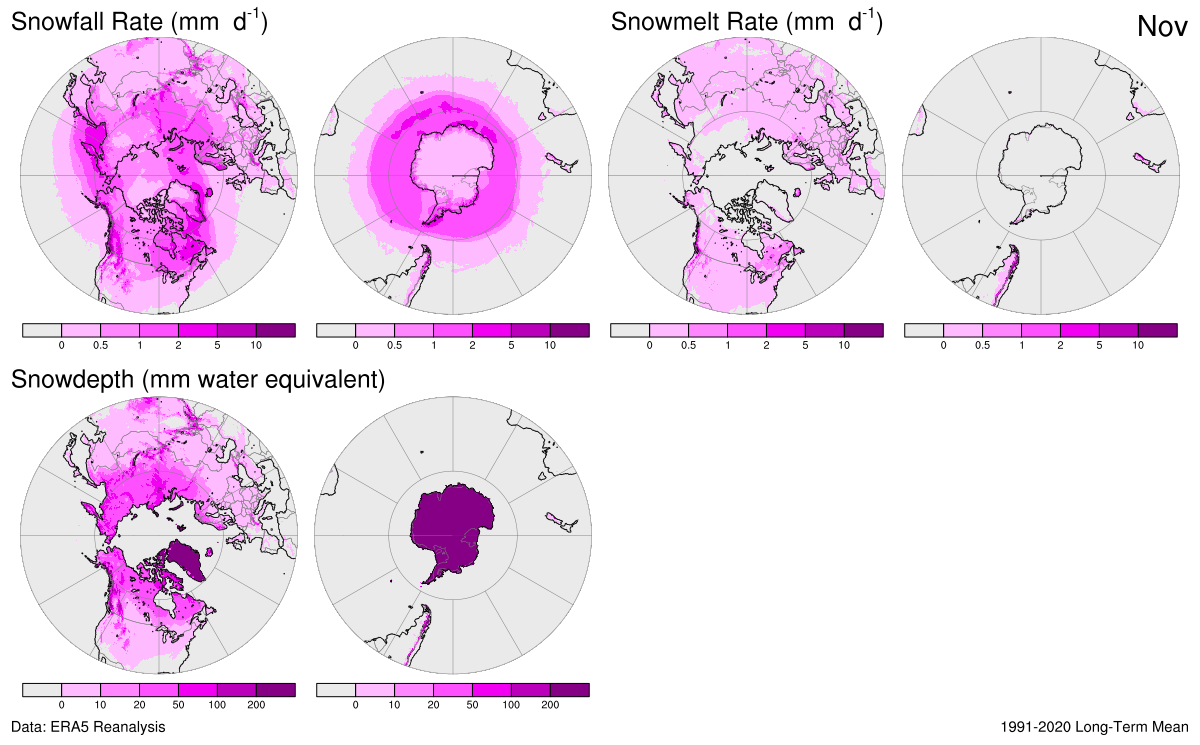 Snowfall Rate (mm d-1)
Snowmelt Rate (mm d-1)
Nov
0 0.5 1 2 5 10
0 0.5 1 2 5 10
0 0.5 1 2 5 10
0 0.5 1 2 5 10
Snowdepth (mm water equivalent)
0 10 20 50 100 200
0 10 20 50 100 200
Data: ERA5 Reanalysis
1991-2020 Long-Term Mean